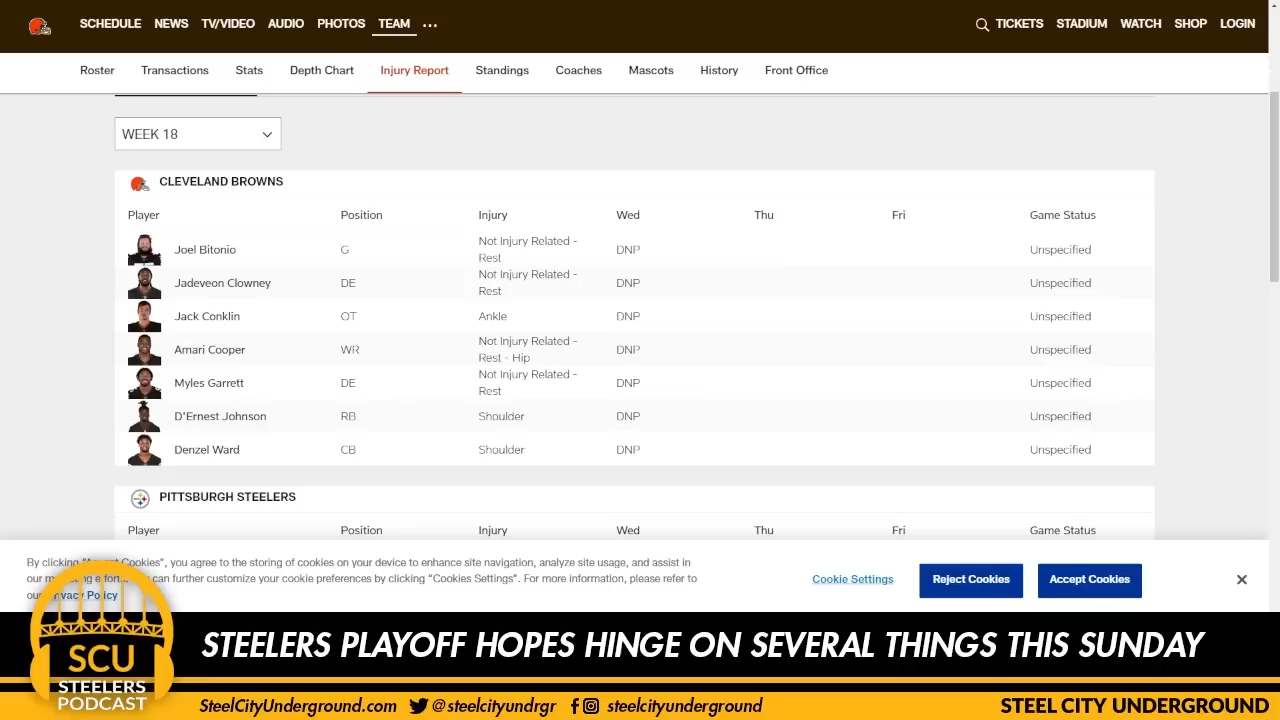 SCHEDULE NEWS TV/VIDEO AUDIO PHOTOS TEAM ... TICKETS STADIUM WATCH SHOP LOGIN
Roster Transactions Stats Depth Chart Injury Report Standings Coaches Mascots History Front Office
WEEK 18
CLEVELAND BROWNS
Player Position Injury Wed Thu Fri Game Status
Joel Bitonio G Not Injury Related - Rest DNP Unspecified
Jadeveon Clowney DE Not Injury Related - Rest DNP Unspecified
Jack Conklin OT Ankle DNP Unspecified
Amari Cooper WR Not Injury Related - Rest - Hip DNP Unspecified
Myles Garrett DE Not Injury Related - Rest DNP Unspecified
D'Ernest Johnson RB Shoulder DNP Unspecified
Denzel Ward CB Shoulder DNP Unspecified
PITTSBURGH STEELERS
Player Position Injury Wed Thu Fri Game Status
By clicking "Accept Cookies", you agree to the storing of cookies on your device to enhance site navigation, analyze site usage, and assist in
our can further customize your cookie preferences by clicking "Cookies Settings". For more information, please refer to
our Privacy Policy
Cookie Settings Reject Cookies Accept Cookies
SCU
STEELERS
PODCAST
STEELERS PLAYOFF HOPES HINGE ON SEVERAL THINGS THIS SUNDAY
SteelCityUnderground.com @steelcityundrgr steelcityunderground STEEL CITY UNDERGROUND